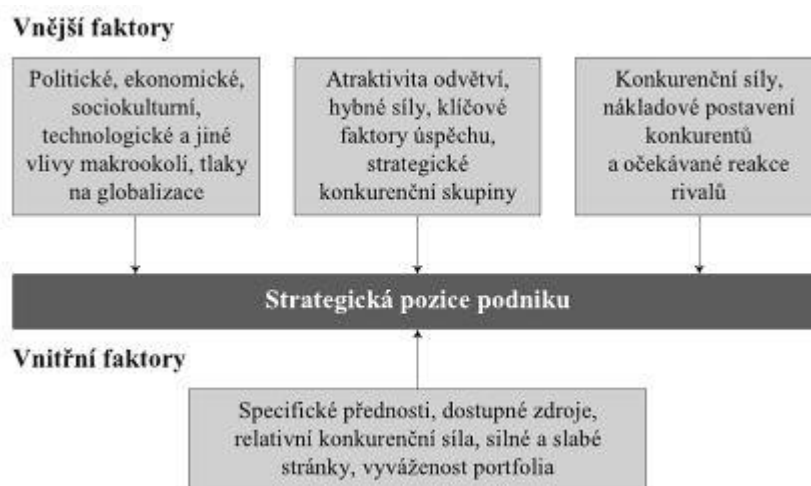 Vnější faktory
Politické, ekonomické,
sociokulturní,
technologické a jiné
vlivy makrookolí, tlaky
na globalizace
Atraktivita odvětví,
hybné síly, klíčové
faktory úspěchu,
strategické
konkurenční skupiny
Konkurenční síly,
nákladové postavení
konkurentů
a očekávané reakce
rivalů
Strategická pozice podniku
Vnitřní faktory
Specifické přednosti, dostupné zdroje,
relativní konkurenční síla, silné a slabé
stránky, vyváženost portfolia